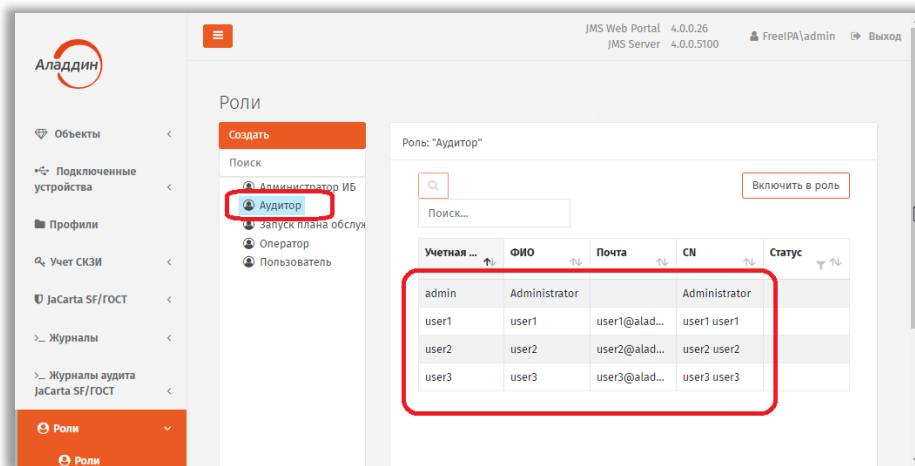 JMS Web Portal 4.0.0.26
JMS Server 4.0.0.5100
FreeIPA\admin
Выход
Аладдин
Объекты
Подключенные
устройства
Профили
Учет СКЗИ
JaCarta SF/ГОСТ
>_ Журналы
>_ Журналы аудита
JaCarta SF/ГОСТ
Роли
Роли
Роли
Создать
Поиск
Администратор ИБ
Аудитор
Запуск плана обслуж
Оператор
Пользователь
Роль: "Аудитор"
Включить в роль
Поиск...
Учетная ... ФИО Почта CN Статус
admin Administrator Administrator
user1 user1 user1@alad... user1 user1
user2 user2 user2@alad... user2 user2
user3 user3 user3@alad... user3 user3